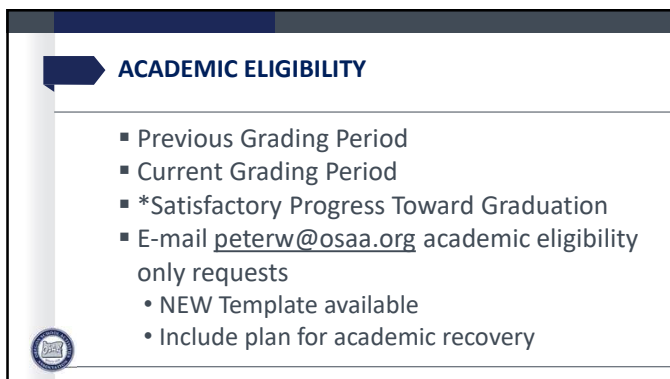 ACADEMIC ELIGIBILITY
▪ Previous Grading Period
▪ Current Grading Period
▪ *Satisfactory Progress Toward Graduation
▪ E-mail peterw@osaa.org academic eligibility
only requests
• NEW Template available
• Include plan for academic recovery